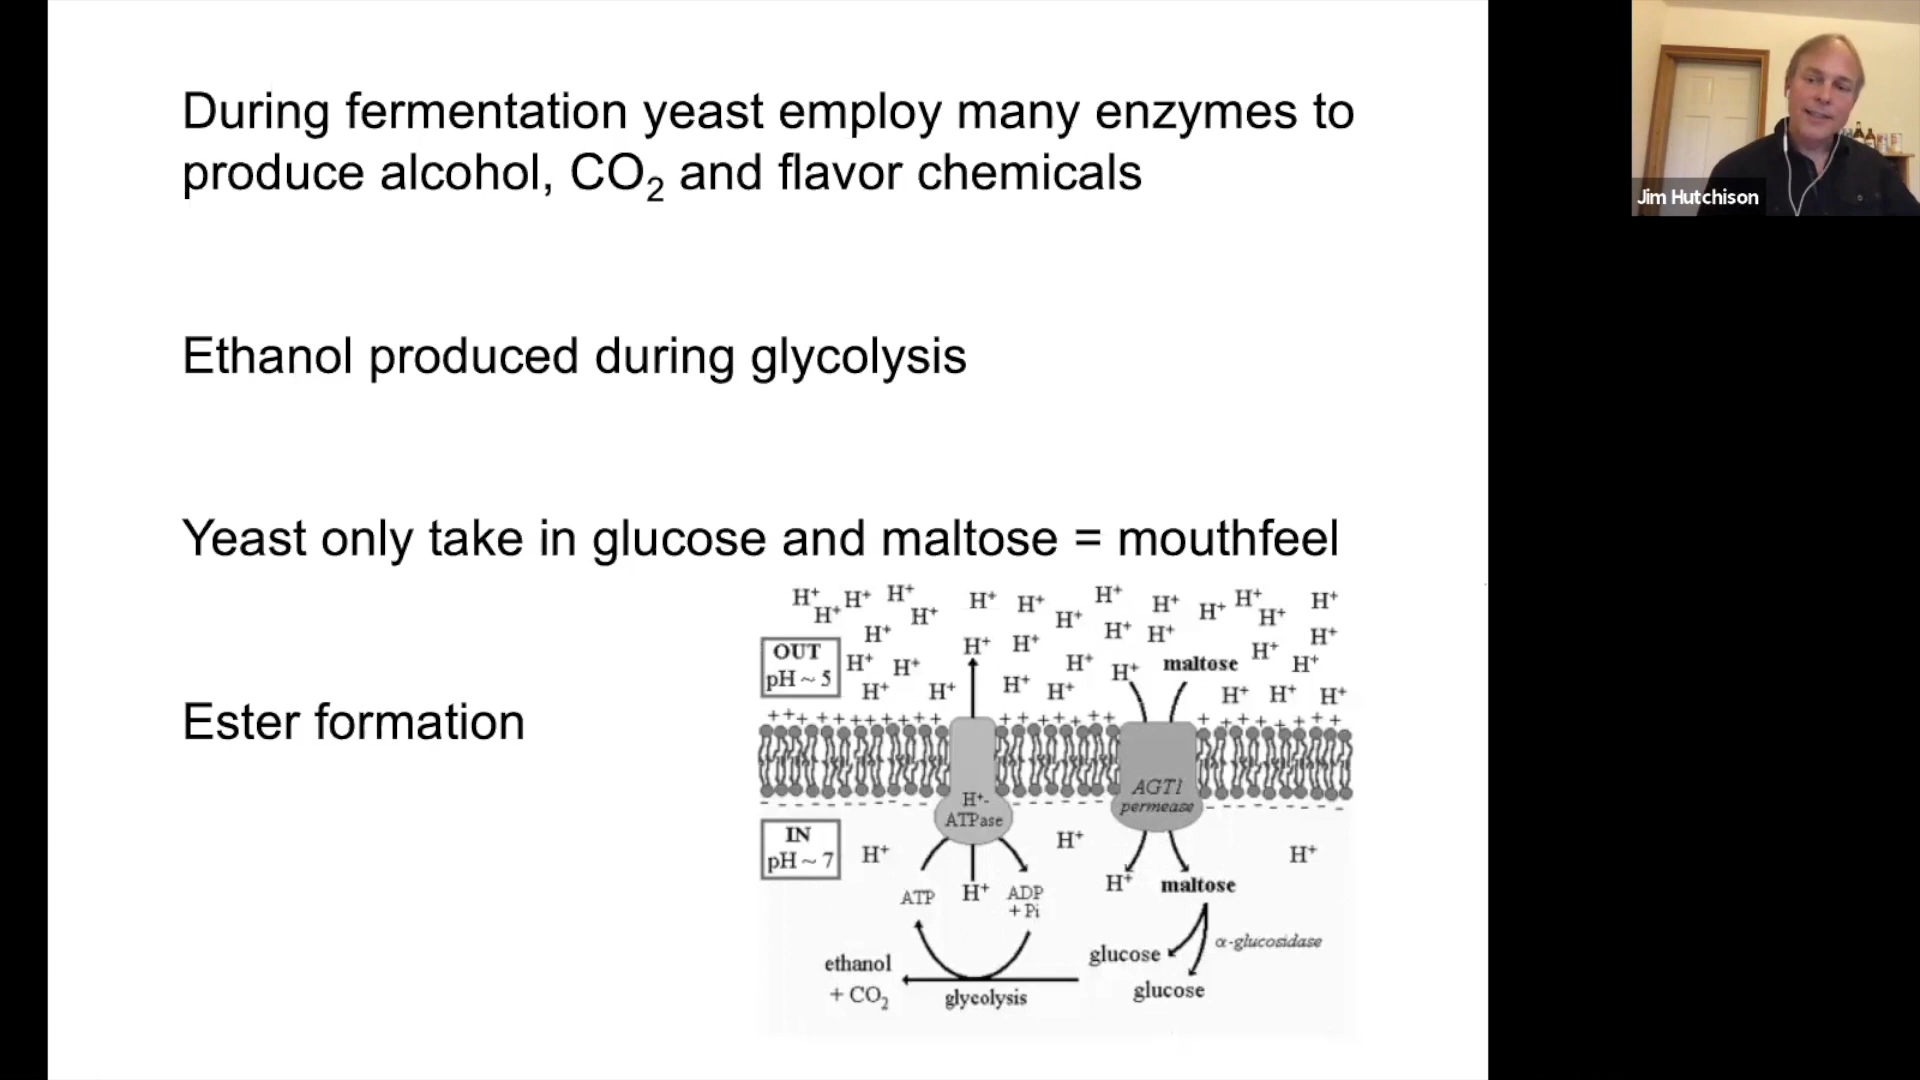 During fermentation yeast employ many enzymes to
produce alcohol, CO₂ and flavor chemicals
Jim Hutchison
Ethanol produced during glycolysis
Yeast only take in glucose and maltose = mouthfeel
Ester formation
H⁺ H⁺ H⁺ H⁺ H⁺ H⁺ H⁺ H⁺ H⁺ H⁺
H⁺ H⁺ H⁺ H⁺
H⁺ H⁺ H⁺ H⁺
H⁺ H⁺ H⁺
OUT
pH ~ 5
H⁺ H⁺ H⁺ H⁺ maltose H⁺
H⁺ H⁺ H⁺ H⁺ H⁺ H⁺ H⁺
+ + + + + + + + + + + + + + + + + + + + + + + + + + +
AGT1
permease
H⁺-
ATPase
IN
pH ~ 7
H⁺ H⁺ H⁺
ATP H⁺ ADP
+ Pi
H⁺ maltose
α-glucosidase
glucose
glucose
ethanol
+ CO₂
glycolysis